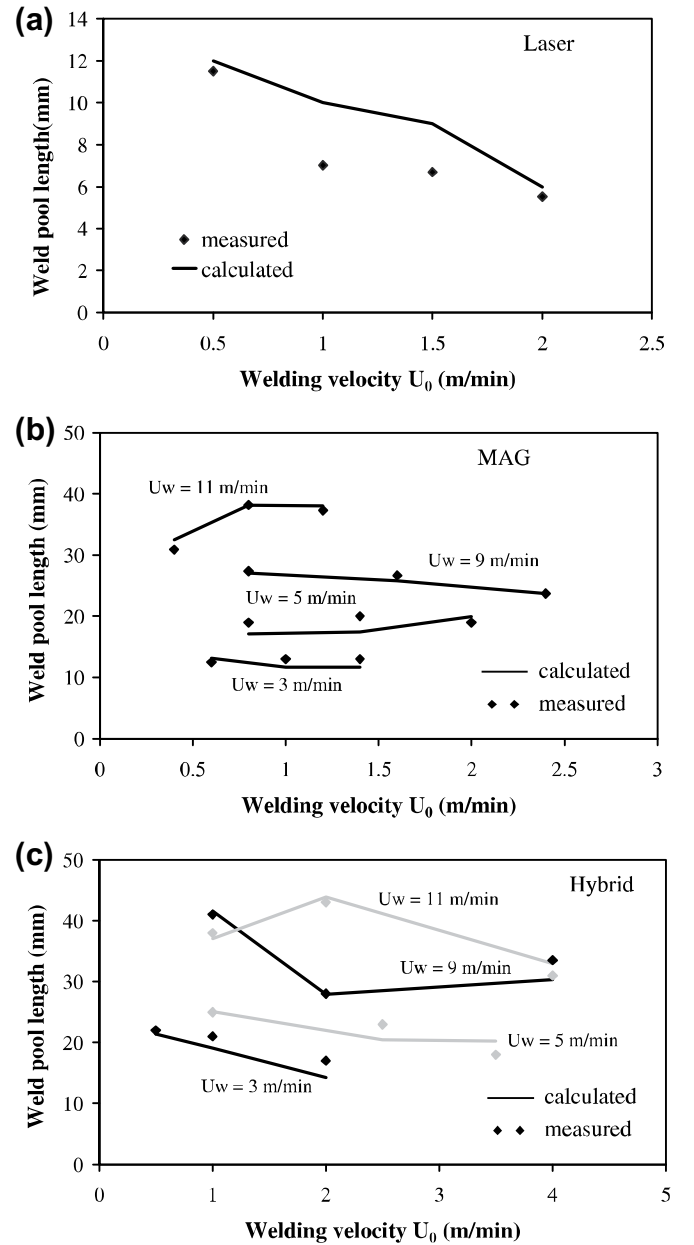 (a)
14
Laser
12
10
8
6
4
2
0
Weld pool length(mm)
measured
calculated
0
0.5
1
1.5
2
2.5
Welding velocity U₀ (m/min)
(b)
50
MAG
40
30
20
10
0
Weld pool length (mm)
Uw = 11 m/min
Uw = 9 m/min
Uw = 5 m/min
Uw = 3 m/min
calculated
measured
0
0.5
1
1.5
2
2.5
3
Welding velocity U₀ (m/min)
(c)
50
Hybrid
40
30
20
10
0
Weld pool length (mm)
Uw = 11 m/min
Uw = 9 m/min
Uw = 5 m/min
Uw = 3 m/min
calculated
measured
0
1
2
3
4
5
Welding velocity U₀ (m/min)